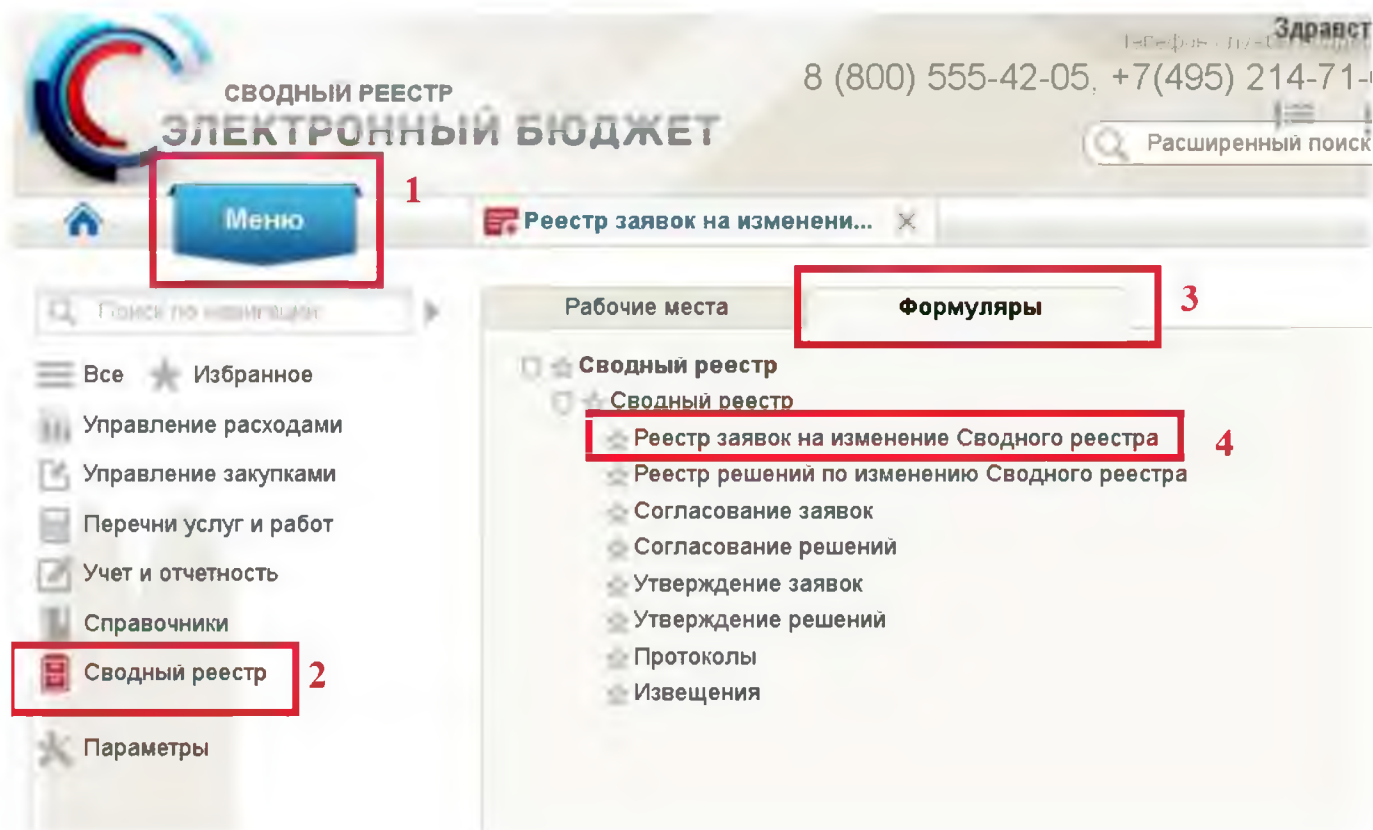 Здравст
8 (800) 555-42-05, +7(495) 214-71-
СВОДНЫЙ РЕЕСТР
ЭЛЕКТРОННЫЙ БЮДЖЕТ
Расширенный поиск
1
Меню
Реестр заявок на изменени...
Поиск по навигации
Рабочие места
Формуляры
3
Все
Избранное
Управление расходами
Управление закупками
Перечни услуг и работ
Учет и отчетность
Справочники
Сводный реестр
2
Параметры
Сводный реестр
Сводный реестр
Реестр заявок на изменение Сводного реестра
4
Реестр решений по изменению Сводного реестра
Согласование заявок
Согласование решений
Утверждение заявок
Утверждение решений
Протоколы
Извещения